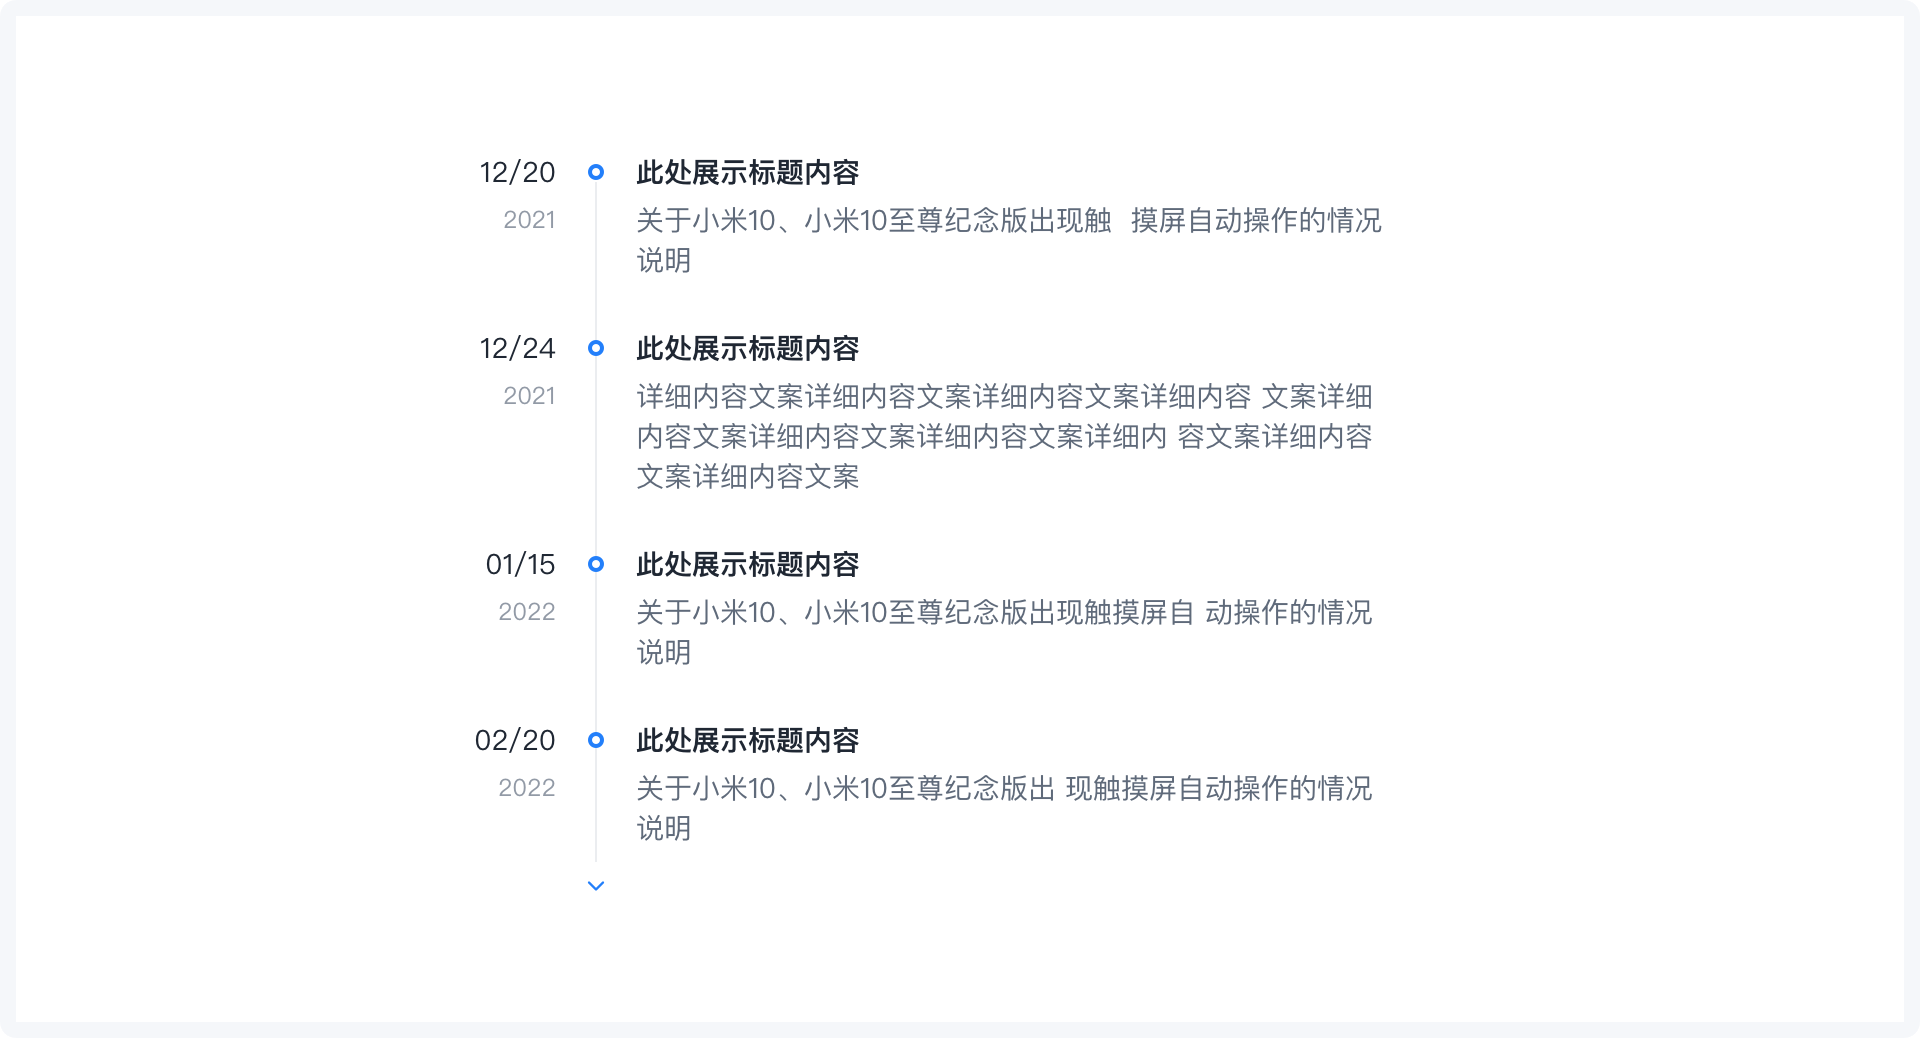 12/20 此处展示标题内容
2021 关于小米10、小米10至尊纪念版出现触 摸屏自动操作的情况
说明
12/24 此处展示标题内容
2021 详细内容文案详细内容文案详细内容文案详细内容 文案详细
内容文案详细内容文案详细内容文案详细内 容文案详细内容
文案详细内容文案
01/15 此处展示标题内容
2022 关于小米10、小米10至尊纪念版出现触摸屏自 动操作的情况
说明
02/20 此处展示标题内容
2022 关于小米10、小米10至尊纪念版出 现触摸屏自动操作的情况
说明